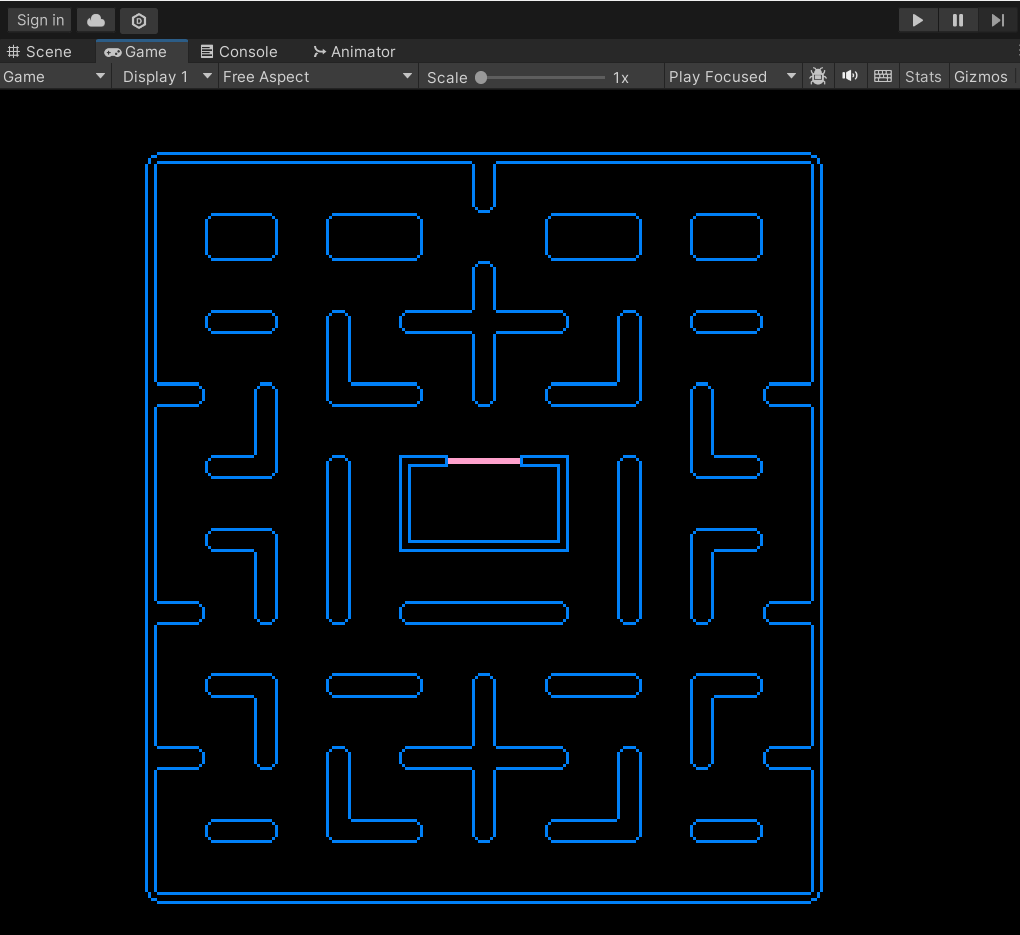 Sign in
Scene Game Console Animator
Game Display 1 Free Aspect Scale 1x Play Focused Stats Gizmos